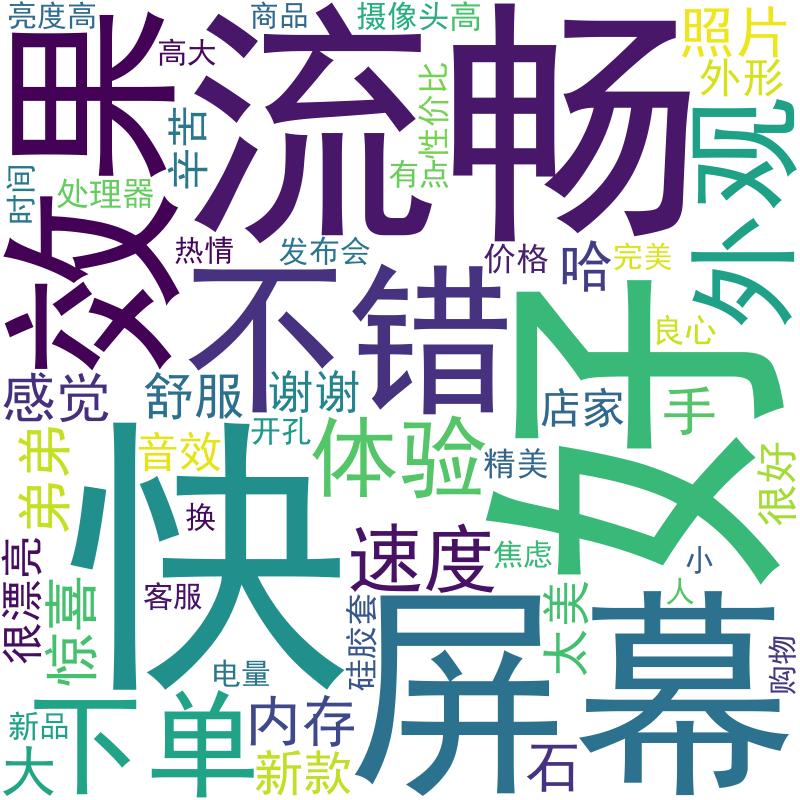 亮度高
商品
摄像头高
照片
高大
效果
流畅
外形
辛苦
性价比
外观
有点
时间
处理器
热情
发布会
价格
哈
完美
不错
好
良心
感觉
舒服
谢谢
店家
手
开孔
体验
弟弟
音效
精美
很好
快
换
速度
焦虑
小
很漂亮
惊喜
客服
硅胶套
太美
人
屏幕
购物
电量
下单
内存
新品
大
新款
石